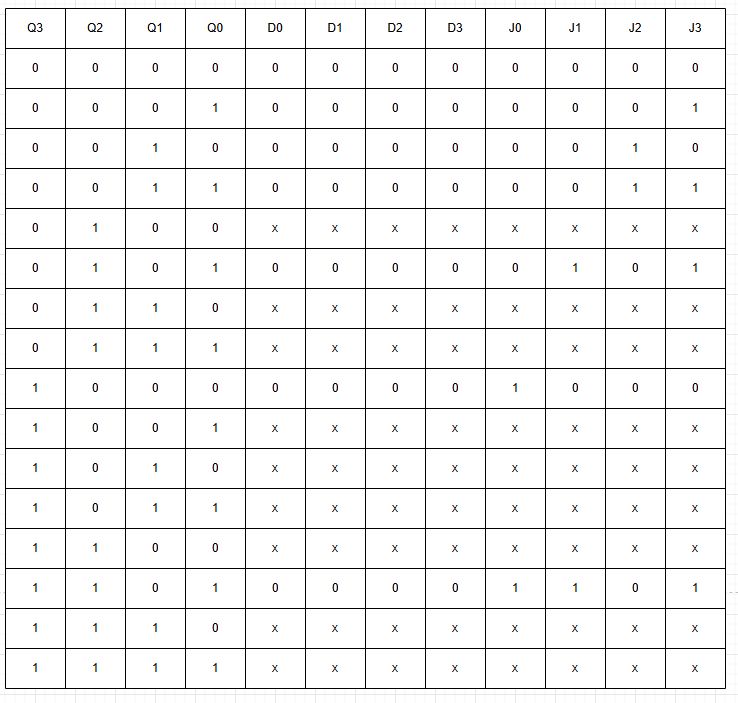 Q3 Q2 Q1 Q0 D0 D1 D2 D3 J0 J1 J2 J3
0 0 0 0 0 0 0 0 0 0 0 0
0 0 0 1 0 0 0 0 0 0 0 1
0 0 1 0 0 0 0 0 0 0 1 0
0 0 1 1 0 0 0 0 0 0 1 1
0 1 0 0 x x x x x x x x
0 1 0 1 0 0 0 0 0 1 0 1
0 1 1 0 x x x x x x x x
0 1 1 1 x x x x x x x x
1 0 0 0 0 0 0 0 1 0 0 0
1 0 0 1 x x x x x x x x
1 0 1 0 x x x x x x x x
1 0 1 1 x x x x x x x x
1 1 0 0 x x x x x x x x
1 1 0 1 0 0 0 0 1 1 0 1
1 1 1 0 x x x x x x x x
1 1 1 1 x x x x x x x x